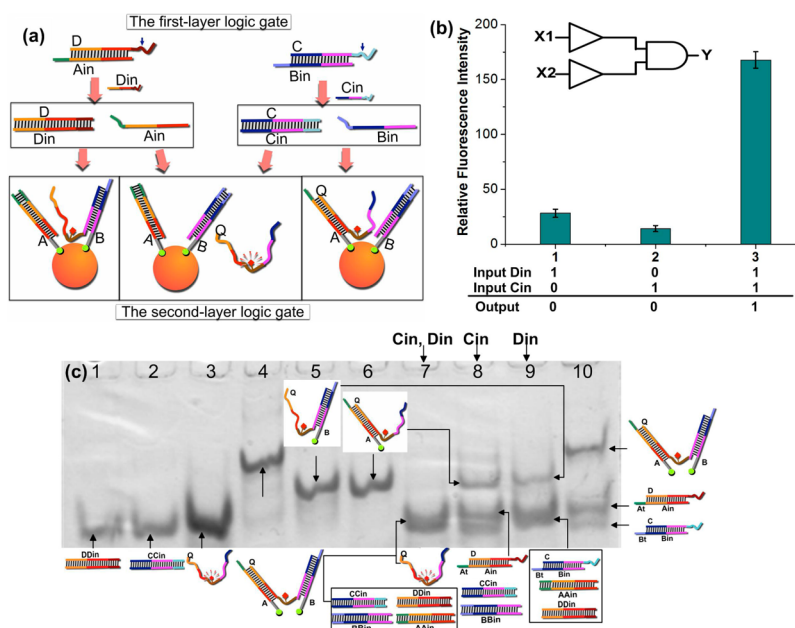 The first-layer logic gate
(a)
D
Ain
Din
C
Bin
Cin
D
Din
Ain
C
Cin
Bin
A
B
A
B
Q
Q
A
B
The second-layer logic gate
(b)
Relative Fluorescence Intensity
200
150
100
50
0
X1
X2
Y
1 2 3
Input Din 1 0 1
Input Cin 0 1 1
Output 0 0 1
Cin, Din Cin Din
(c)
1 2 3 4 5 6 7 8 9 10
Q
B
Q
A
Q
A
B
D
At Ain
C
Bt Bin
DDin
CCin
Q
Q
A
B
Q
CCin DDin
BBin AAin
D
At Ain
CCin
BBin
C
Bt Bin
AAin
DDin